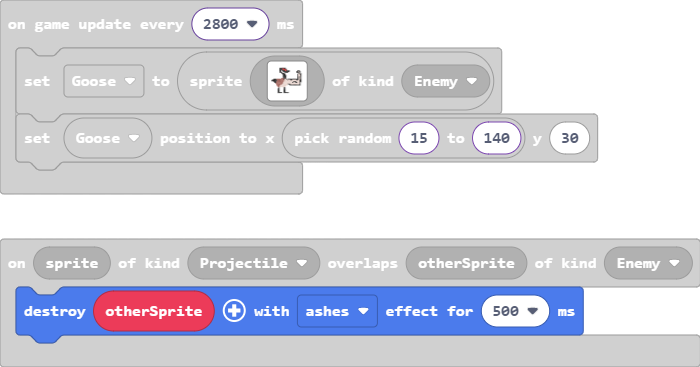 on game update every 2800 ms
set Goose to sprite of kind Enemy
set Goose position to x pick random 15 to 140 y 30
on sprite of kind Projectile overlaps otherSprite of kind Enemy
destroy otherSprite with ashes effect for 500 ms